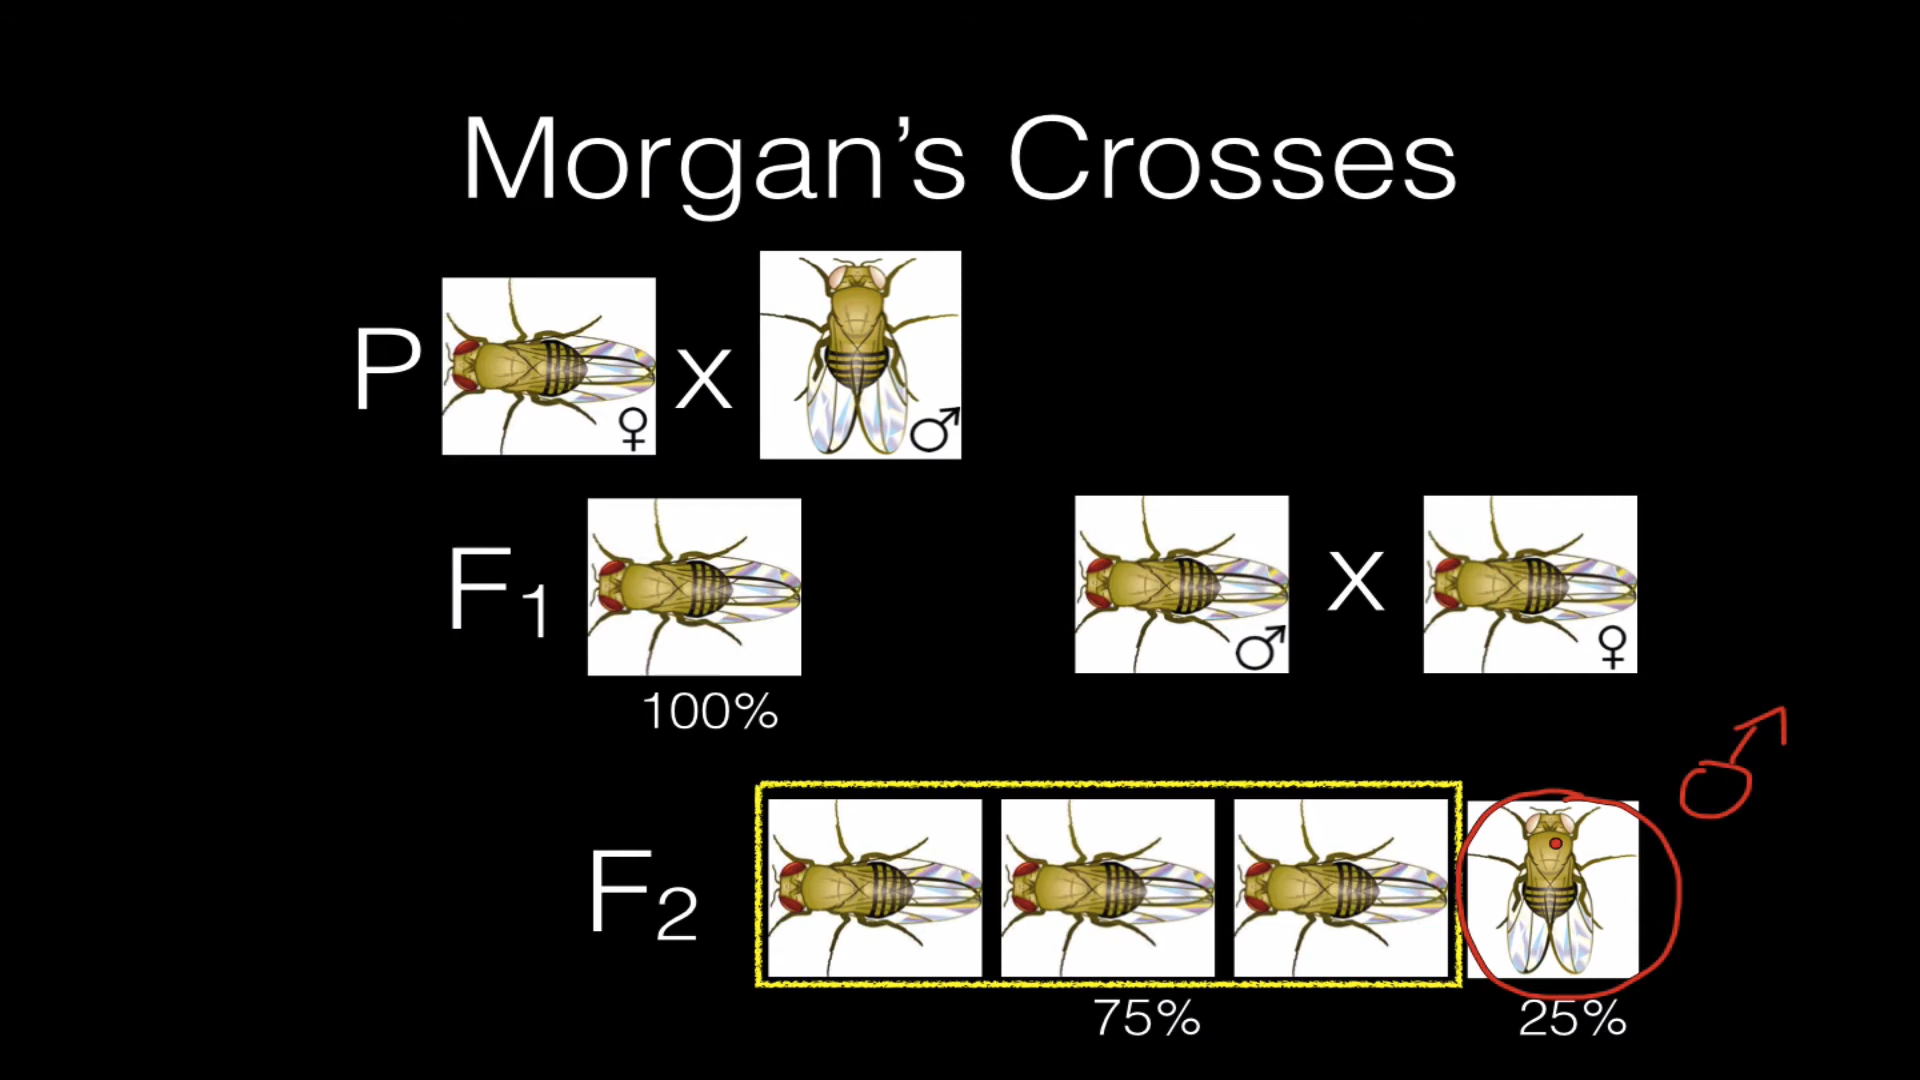 Morgan’s Crosses
P ♀ x ♂
F₁ ♂ x ♀
100%
♂
F₂
75% 25%